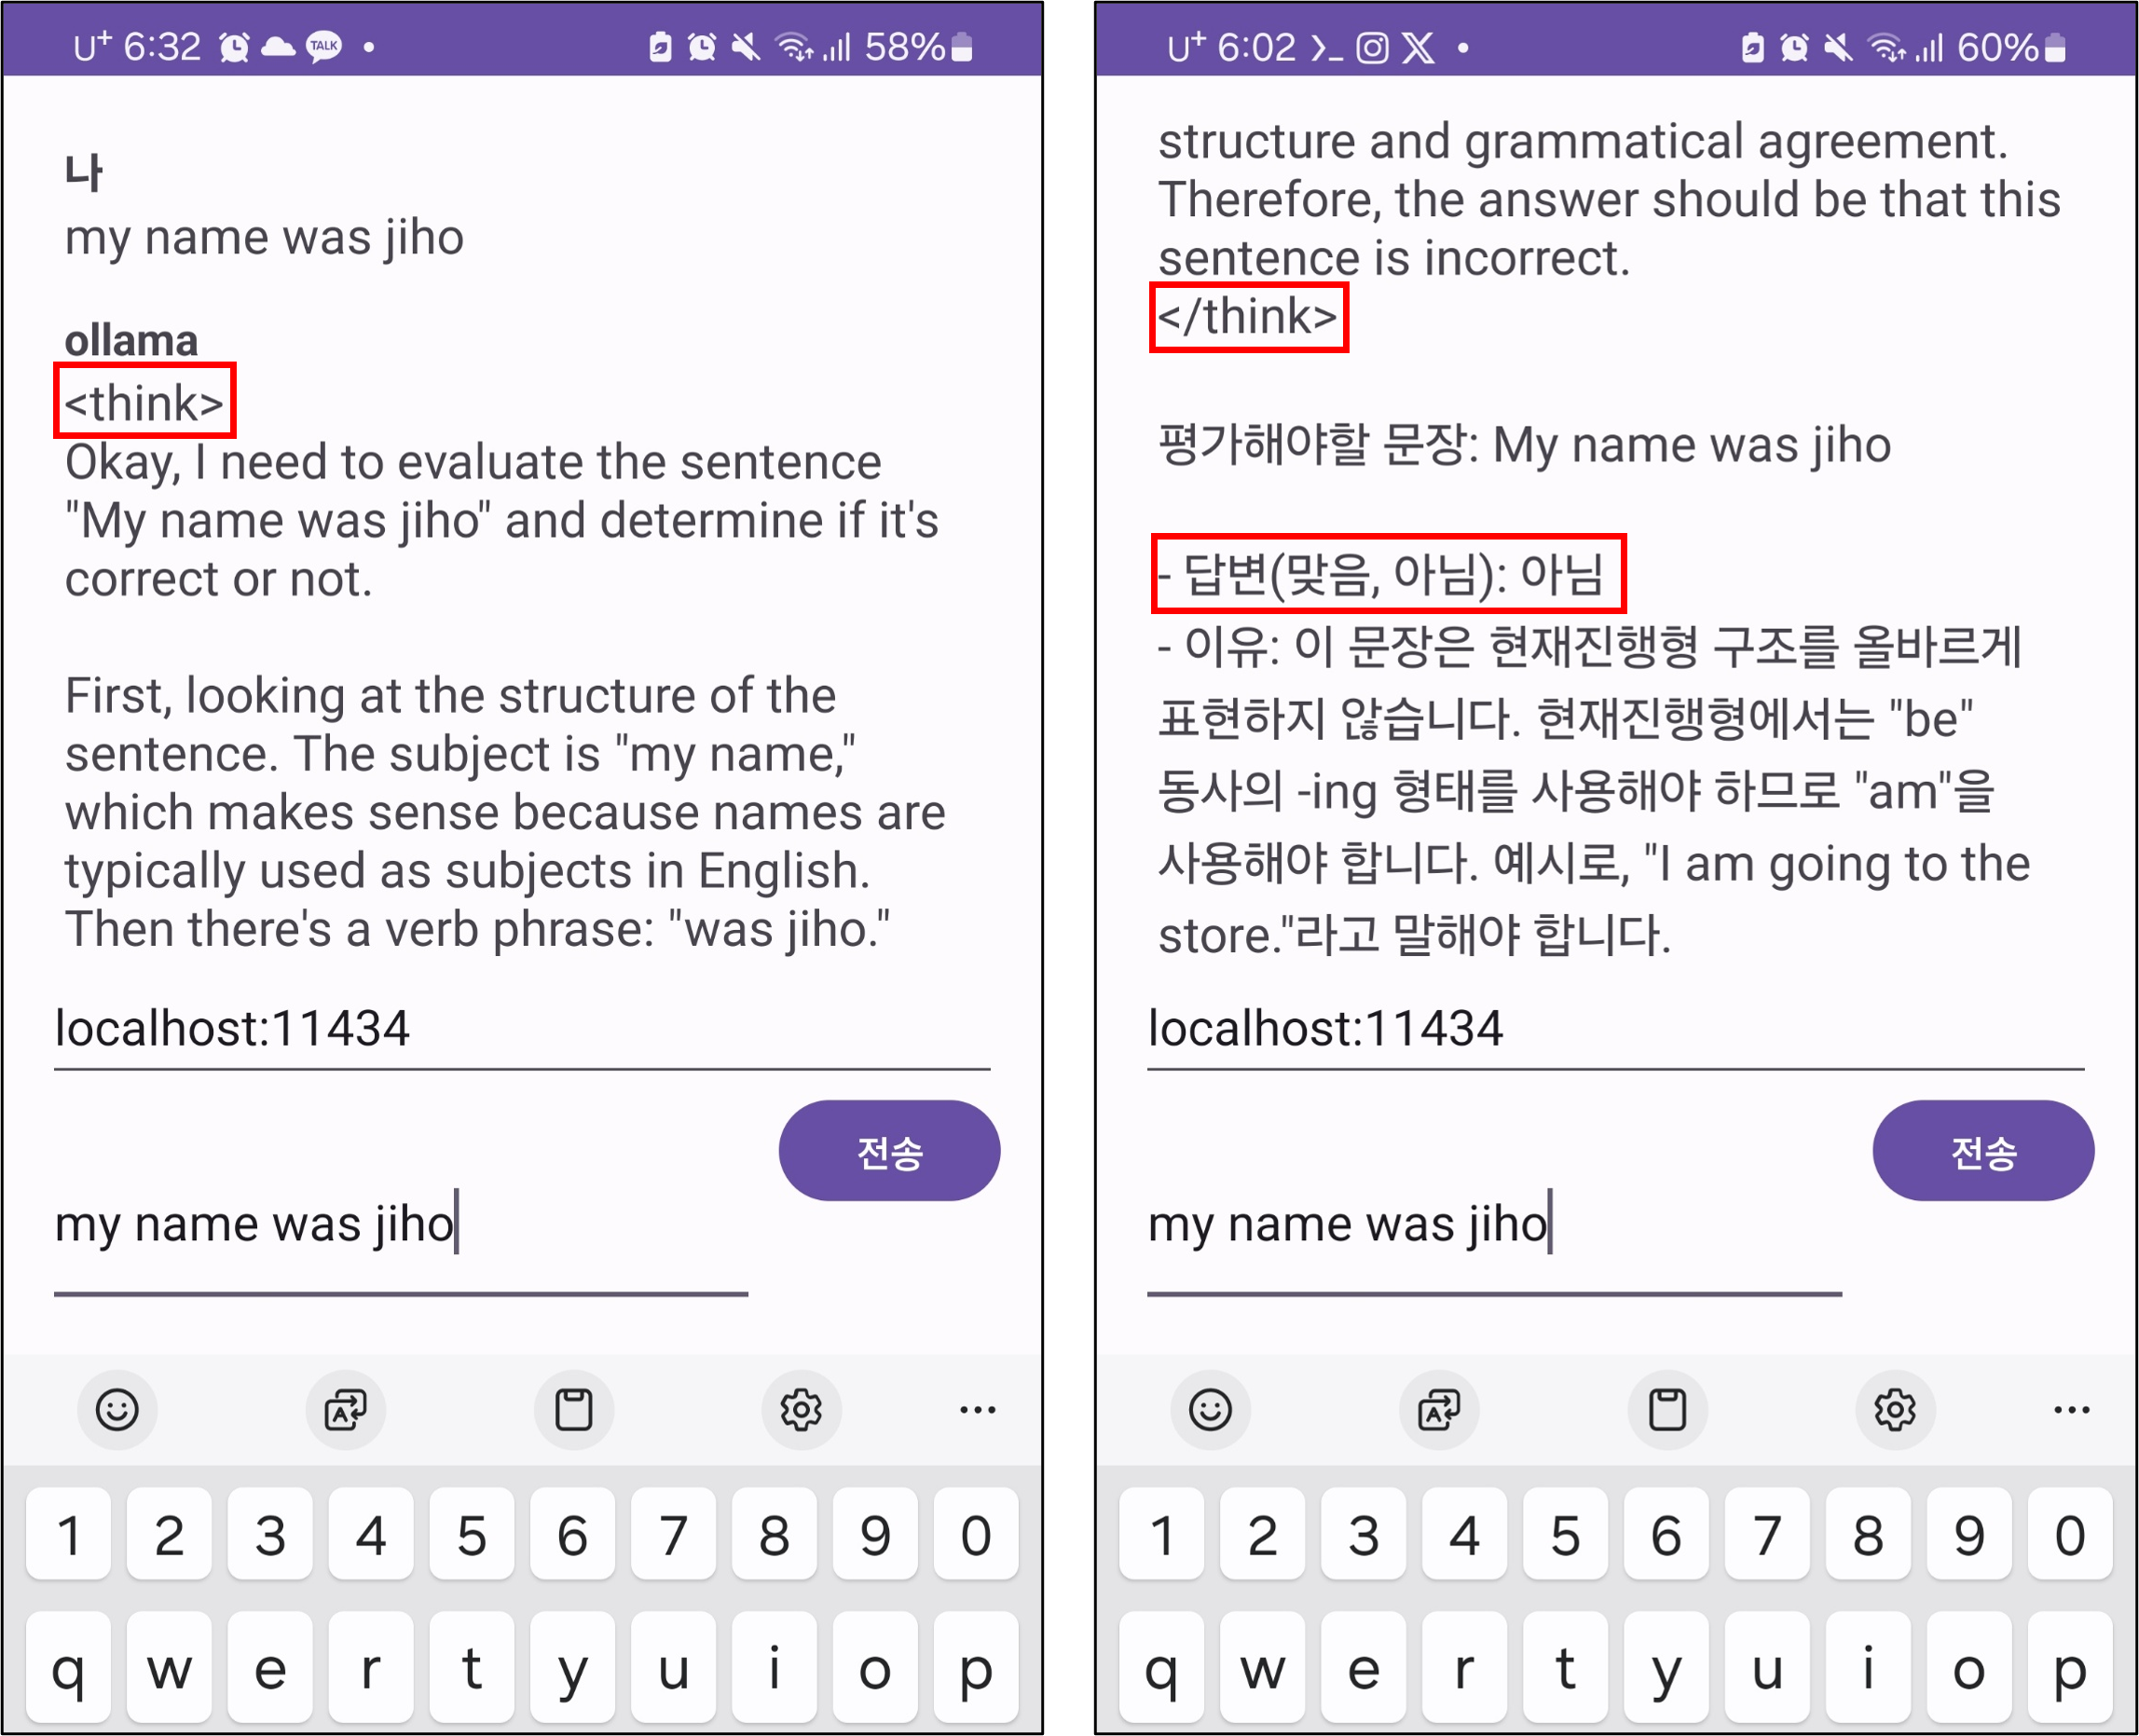 U+ 6:32 TALK 58%
나
my name was jiho
ollama
<think>
Okay, I need to evaluate the sentence
"My name was jiho" and determine if it's
correct or not.
First, looking at the structure of the
sentence. The subject is "my name,"
which makes sense because names are
typically used as subjects in English.
Then there's a verb phrase: "was jiho."
localhost:11434
전송
my name was jiho
1 2 3 4 5 6 7 8 9 0
q w e r t y u i o p
U+ 6:02 60%
structure and grammatical agreement.
Therefore, the answer should be that this
sentence is incorrect.
</think>
평가해야할 문장: My name was jiho
- 답변(맞음, 아님): 아님
- 이유: 이 문장은 현재진행형 구조를 올바르게
표현하지 않습니다. 현재진행형에서는 "be"
동사의 -ing 형태를 사용해야 하므로 "am"을
사용해야 합니다. 예시로, "I am going to the
store."라고 말해야 합니다.
localhost:11434
전송
my name was jiho
1 2 3 4 5 6 7 8 9 0
q w e r t y u i o p